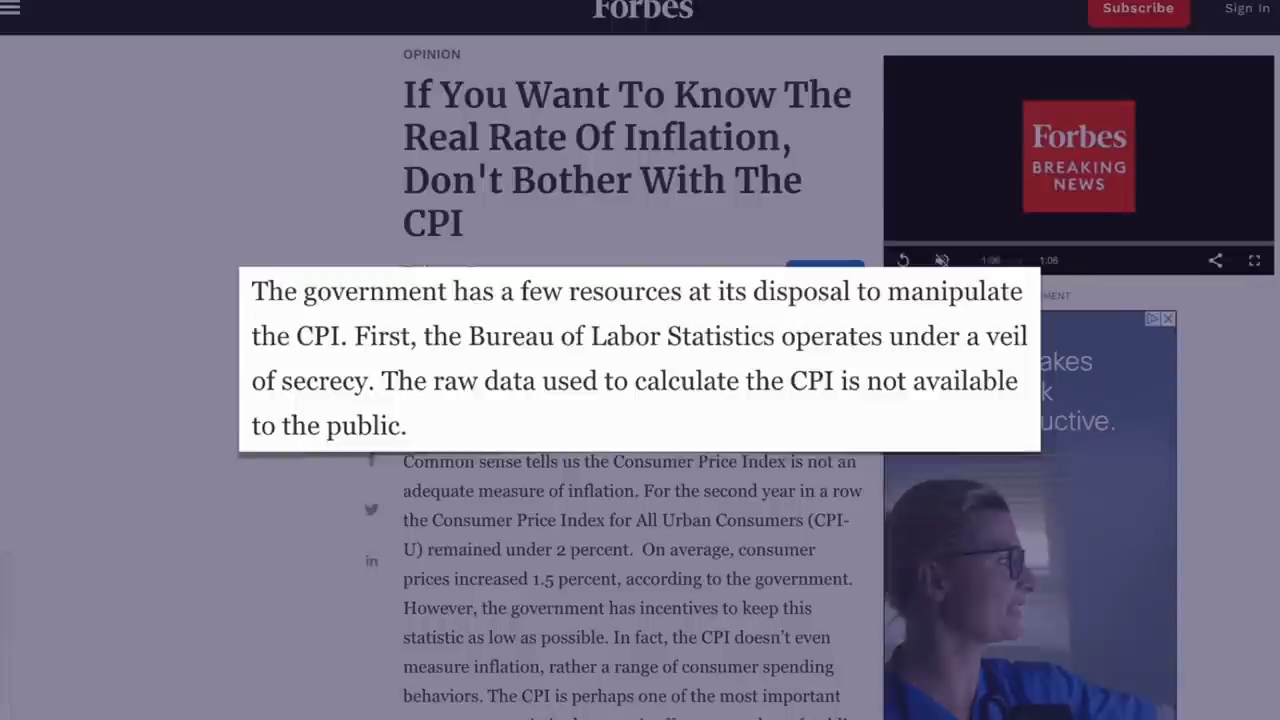 Forbes
Subscribe
Sign In
OPINION
If You Want To Know The
Real Rate Of Inflation,
Don't Bother With The
CPI
Forbes
BREAKING
NEWS
1:06
The government has a few resources at its disposal to manipulate
the CPI. First, the Bureau of Labor Statistics operates under a veil
of secrecy. The raw data used to calculate the CPI is not available
to the public.
Common sense tells us the Consumer Price Index is not an
adequate measure of inflation. For the second year in a row
the Consumer Price Index for All Urban Consumers (CPI-
U) remained under 2 percent. On average, consumer
prices increased 1.5 percent, according to the government.
However, the government has incentives to keep this
statistic as low as possible. In fact, the CPI doesn't even
measure inflation, rather a range of consumer spending
behaviors. The CPI is perhaps one of the most important